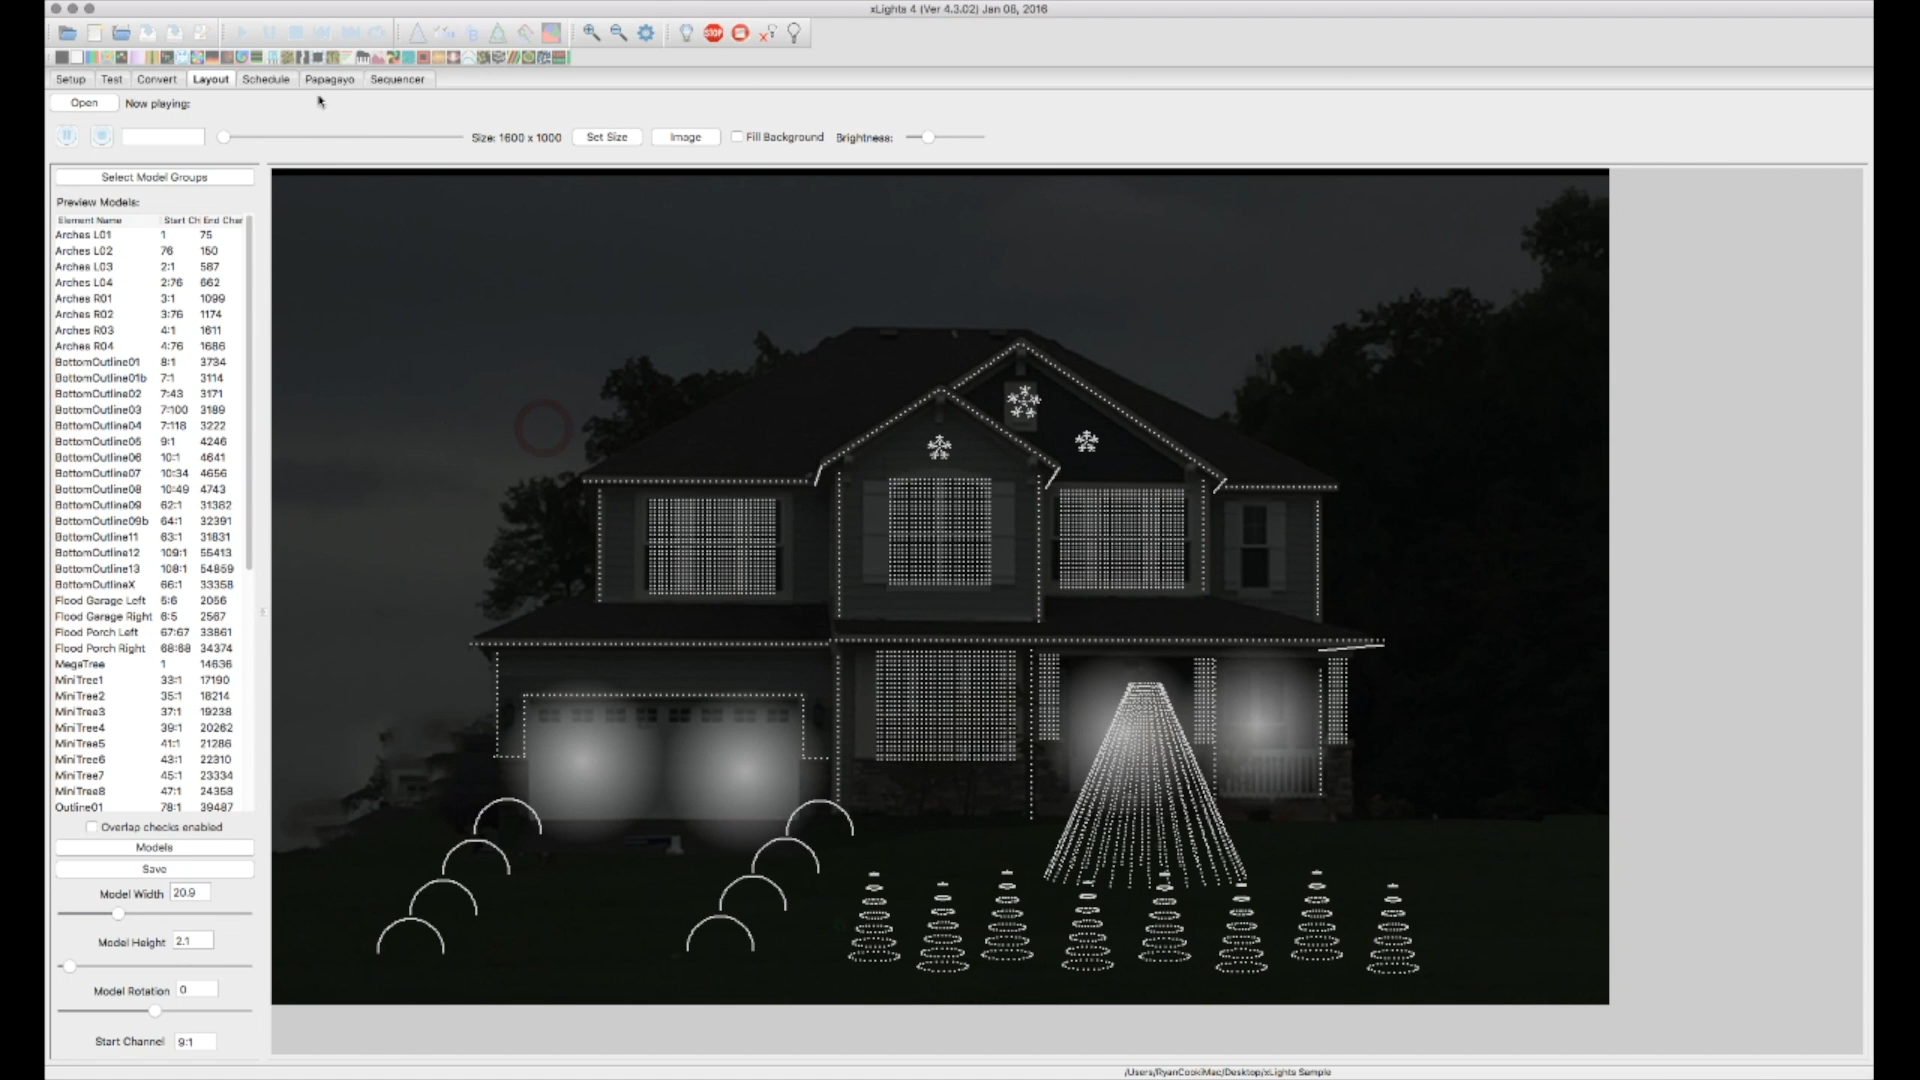 xLights 4 (Ver 4.3.02) Jan 08, 2016
STOP
Setup Test Convert Layout Schedule Papagayo Sequencer
Open Now playing:
Size: 1600 x 1000 Set Size Image Fill Background Brightness:
Select Model Groups
Preview Models:
Element Name Start Ch End Char
Arches L01 1 75
Arches L02 76 150
Arches L03 2:1 587
Arches L04 2:76 662
Arches R01 3:1 1099
Arches R02 3:76 1174
Arches R03 4:1 1611
Arches R04 4:76 1686
BottomOutline01 8:1 3734
BottomOutline01b 7:1 3114
BottomOutline02 7:43 3171
BottomOutline03 7:100 3189
BottomOutline04 7:118 3222
BottomOutline05 9:1 4246
BottomOutline06 10:1 4641
BottomOutline07 10:34 4656
BottomOutline08 10:49 4743
BottomOutline09 62:1 31382
BottomOutline09b 64:1 32391
BottomOutline11 63:1 31831
BottomOutline12 109:1 55413
BottomOutline13 108:1 54859
BottomOutlineX 66:1 33358
Flood Garage Left 5:6 2056
Flood Garage Right 6:5 2567
Flood Porch Left 67:67 33861
Flood Porch Right 68:68 34374
MegaTree 1 14636
MiniTree1 33:1 17190
MiniTree2 35:1 18214
MiniTree3 37:1 19238
MiniTree4 39:1 20262
MiniTree5 41:1 21286
MiniTree6 43:1 22310
MiniTree7 45:1 23334
MiniTree8 47:1 24358
Outline01 78:1 39487
Overlap checks enabled
Models
Save
Model Width 20.9
Model Height 2.1
Model Rotation 0
Start Channel 9:1
/Users/RyanCookiMac/Desktop/xLights Sample